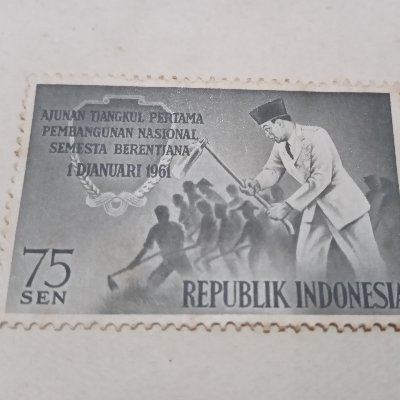 AJUNAN TJANGKUL PERTAMA
PEMBANGUNAN NASIONAL
SEMESTA BERENTJANA
1 DJANUARI 1961
75
SEN
REPUBLIK INDONESIA